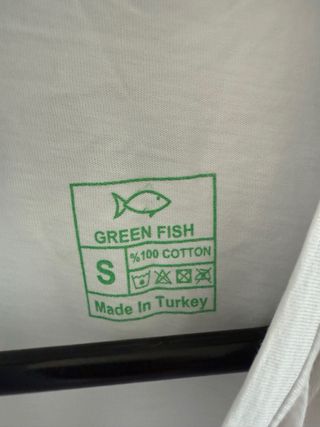 GREEN FISH
S
%100 COTTON
Made In Turkey